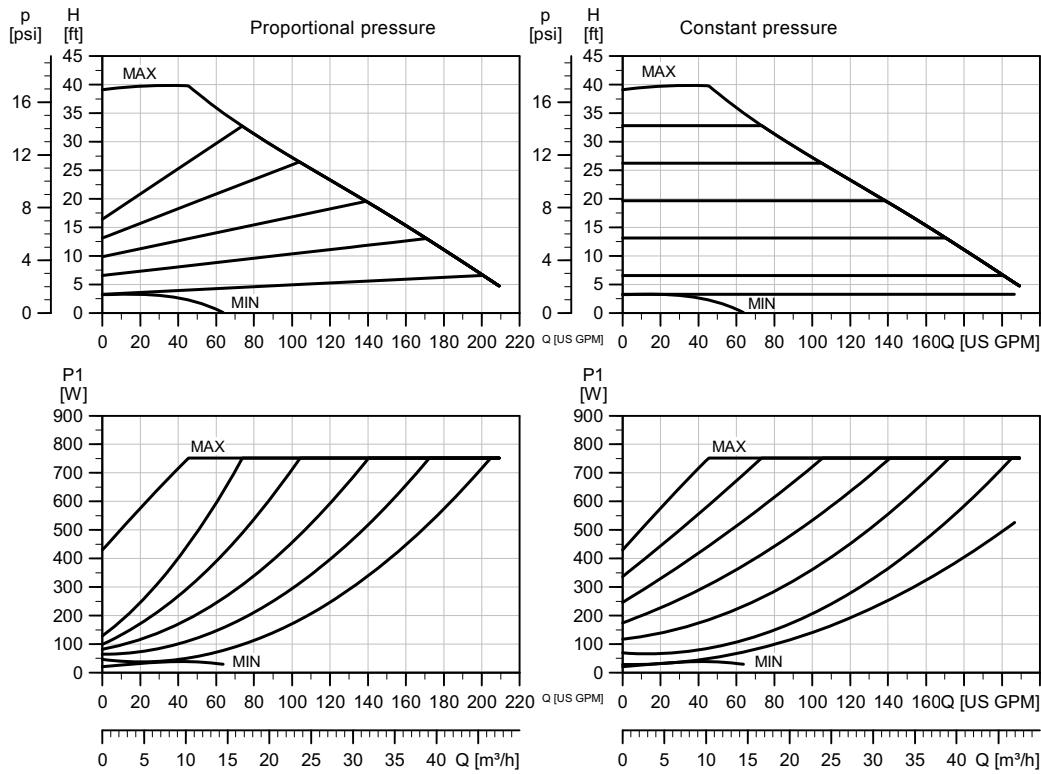 p H Proportional pressure p H Constant pressure
[psi] [ft] [psi] [ft]
45 45
MAX MAX
16 40 16 40
35 35
12 30 12 30
25 25
8 20 8 20
15 15
4 10 4 10
5 5
MIN MIN
0 0 0 0
0 20 40 60 80 100 120 140 160 180 200 220 Q [US GPM] 0 20 40 60 80 100 120 140 160Q [US GPM]
P1 P1
[W] [W]
900 900
800 800
MAX MAX
700 700
600 600
500 500
400 400
300 300
200 200
100 100
MIN MIN
0 0
0 20 40 60 80 100 120 140 160 180 200 220 Q [US GPM] 0 20 40 60 80 100 120 140 160Q [US GPM]
0 5 10 15 20 25 30 35 40 Q [m³/h] 0 5 10 15 20 25 30 35 40 Q [m³/h]